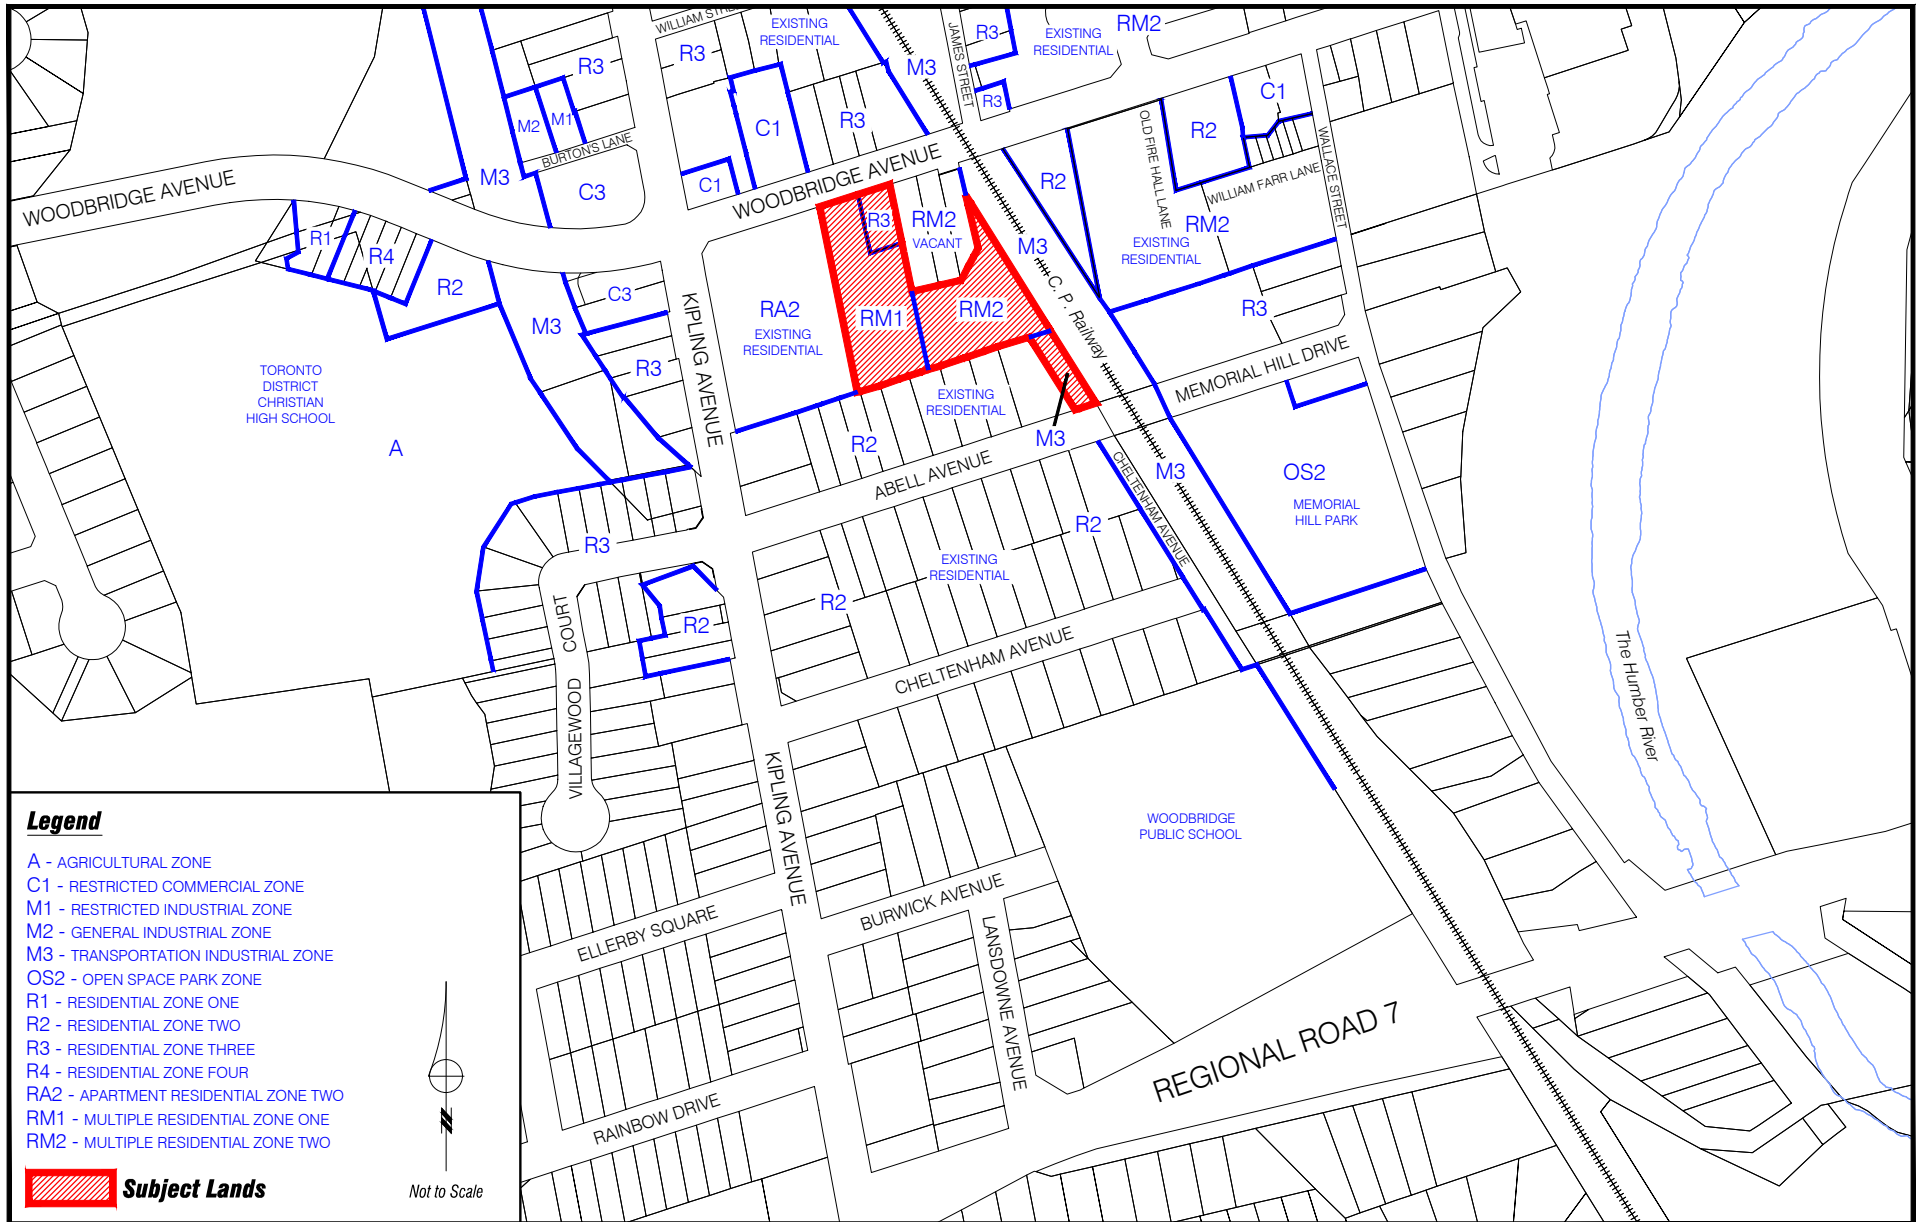 WILLIAM STRE
EXISTING
RESIDENTIAL
R3
R3
JAMES STREET
R3
EXISTING
RESIDENTIAL
RM2
M3
M2
M1
C1
R3
R3
C1
R2
OLD FIRE HALL LANE
WALLACE STREET
BURTON'S LANE
WOODBRIDGE AVENUE
M3
C3
C1
WOODBRIDGE AVENUE
R2
WILLIAM FARR LANE
RM2
EXISTING
RESIDENTIAL
R1
R4
R2
R3
RM2
VACANT
M3
C. P. Railway
C3
M3
KIPLING AVENUE
RA2
EXISTING
RESIDENTIAL
RM1
RM2
R3
R3
MEMORIAL HILL DRIVE
TORONTO
DISTRICT
CHRISTIAN
HIGH SCHOOL
A
EXISTING
RESIDENTIAL
R2
M3
ABELL AVENUE
M3
CHELTENHAM AVENUE
OS2
MEMORIAL
HILL PARK
R3
R2
EXISTING
RESIDENTIAL
R2
R2
VILLAGEWOOD COURT
CHELTENHAM AVENUE
The Humber River
KIPLING AVENUE
WOODBRIDGE
PUBLIC SCHOOL
BURWICK AVENUE
ELLERBY SQUARE
LANSDOWNE AVENUE
REGIONAL ROAD 7
RAINBOW DRIVE
Legend
A - AGRICULTURAL ZONE
C1 - RESTRICTED COMMERCIAL ZONE
M1 - RESTRICTED INDUSTRIAL ZONE
M2 - GENERAL INDUSTRIAL ZONE
M3 - TRANSPORTATION INDUSTRIAL ZONE
OS2 - OPEN SPACE PARK ZONE
R1 - RESIDENTIAL ZONE ONE
R2 - RESIDENTIAL ZONE TWO
R3 - RESIDENTIAL ZONE THREE
R4 - RESIDENTIAL ZONE FOUR
RA2 - APARTMENT RESIDENTIAL ZONE TWO
RM1 - MULTIPLE RESIDENTIAL ZONE ONE
RM2 - MULTIPLE RESIDENTIAL ZONE TWO
Subject Lands
N
Not to Scale